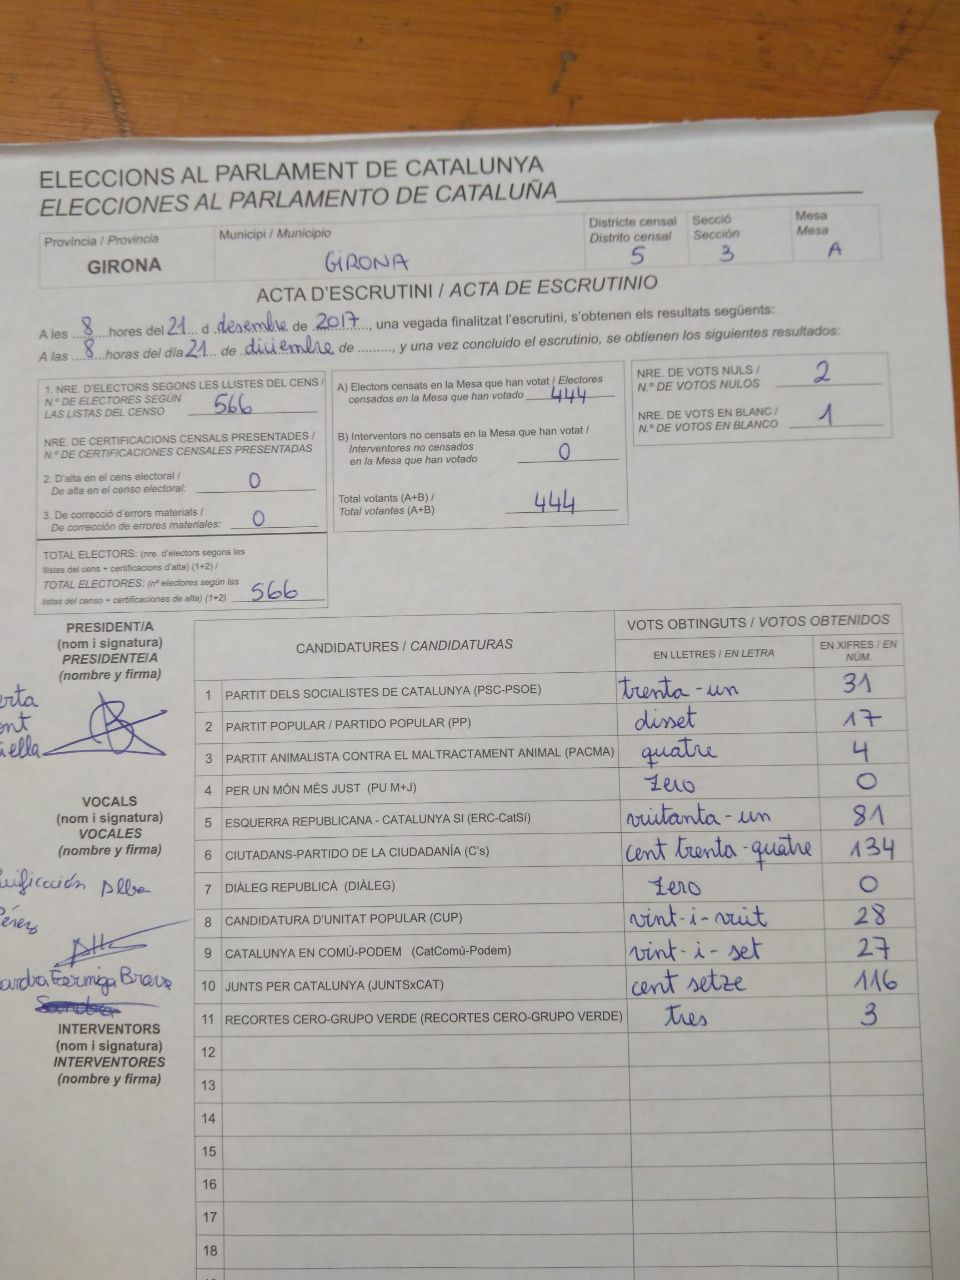 ELECCIONS AL PARLAMENT DE CATALUNYA
ELECCIONES AL PARLAMENTO DE CATALUÑA
Provincia / Provincia
GIRONA
Municipi / Municipio
GIRONA
Districte censal
Distrito censal
5
Secció
Sección
3
Mesa
Mesa
A
ACTA D'ESCRUTINI / ACTA DE ESCRUTINIO
A les 8 hores del 21 d desembre de 2017, una vegada finalitzat l'escrutini, s'obtenen els resultats següents:
A las 8 horas del día 21 de diciembre de ........., y una vez concluido el escrutinio, se obtienen los siguientes resultados:
1. NRE. D'ELECTORS SEGONS LES LLISTES DEL CENS /
N.º DE ELECTORES SEGÚN
LAS LISTAS DEL CENSO 566
NRE. DE CERTIFICACIONS CENSALS PRESENTADES /
N.º DE CERTIFICACIONES CENSALES PRESENTADAS
2. D'alta en el cens electoral /
De alta en el censo electoral: 0
3. De correcció d'errors materials /
De corrección de errores materiales: 0
TOTAL ELECTORS: (nre. d'electors segons les
llistes del cens + certificacions d'alta) (1+2) /
TOTAL ELECTORES: (nº electores según las
listas del censo + certificaciones de alta) (1+2) 566
A) Electors censats en la Mesa que han votat / Electores
censados en la Mesa que han votado 444
B) Interventors no censats en la Mesa que han votat /
Interventores no censados
en la Mesa que han votado 0
Total votants (A+B) /
Total votantes (A+B) 444
NRE. DE VOTS NULS /
N.º DE VOTOS NULOS 2
NRE. DE VOTS EN BLANC /
N.º DE VOTOS EN BLANCO 1
PRESIDENT/A
(nom i signatura)
PRESIDENTE/A
(nombre y firma)
VOCALS
(nom i signatura)
VOCALES
(nombre y firma)
Alba
Bravo
INTERVENTORS
(nom i signatura)
INTERVENTORES
(nombre y firma)
CANDIDATURES / CANDIDATURAS
VOTS OBTINGUTS / VOTOS OBTENIDOS
EN LLETRES / EN LETRA
EN XIFRES / EN
NÚM.
1 PARTIT DELS SOCIALISTES DE CATALUNYA (PSC-PSOE) trenta-un 31
2 PARTIT POPULAR / PARTIDO POPULAR (PP) disset 17
3 PARTIT ANIMALISTA CONTRA EL MALTRACTAMENT ANIMAL (PACMA) quatre 4
4 PER UN MÓN MÉS JUST (PU M+J) zero 0
5 ESQUERRA REPUBLICANA - CATALUNYA SI (ERC-CatSí) vuitanta-un 81
6 CIUTADANS-PARTIDO DE LA CIUDADANÍA (C's) cent trenta-quatre 134
7 DIÀLEG REPUBLICÀ (DIÀLEG) zero 0
8 CANDIDATURA D'UNITAT POPULAR (CUP) vint-i-vuit 28
9 CATALUNYA EN COMÚ-PODEM (CatComú-Podem) vint-i-set 27
10 JUNTS PER CATALUNYA (JUNTSxCAT) cent setze 116
11 RECORTES CERO-GRUPO VERDE (RECORTES CERO-GRUPO VERDE) tres 3
12
13
14
15
16
17
18